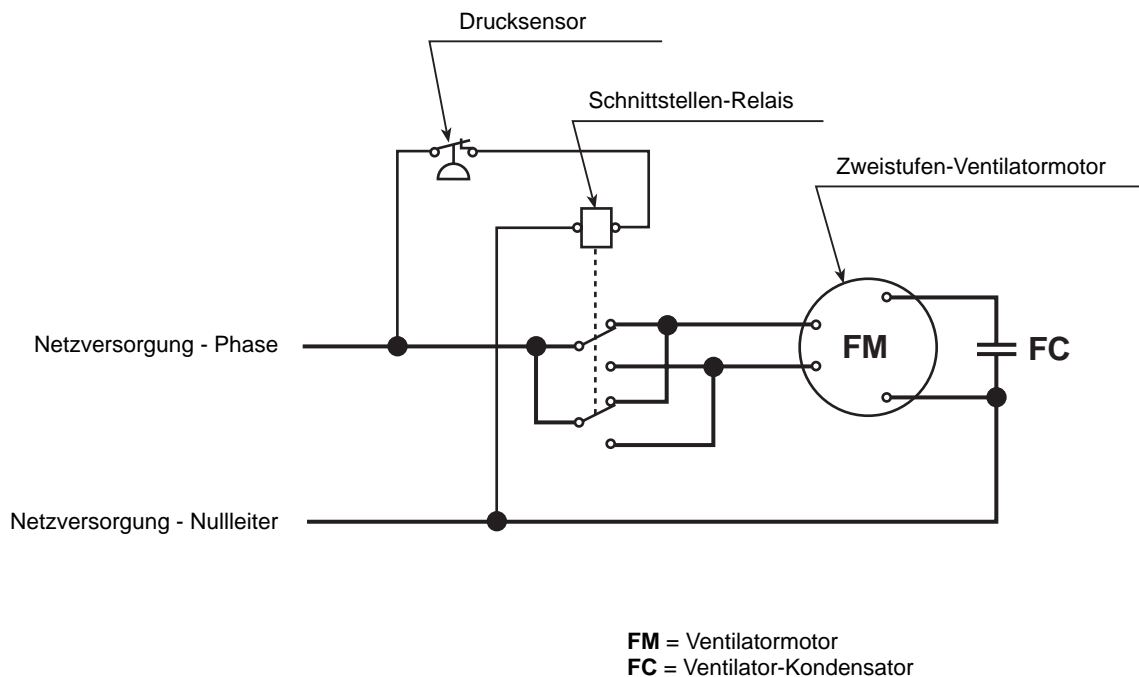 Drucksensor
Schnittstellen-Relais
Zweistufen-Ventilatormotor
Netzversorgung - Phase
FM
FC
Netzversorgung - Nullleiter
FM = Ventilatormotor
FC = Ventilator-Kondensator